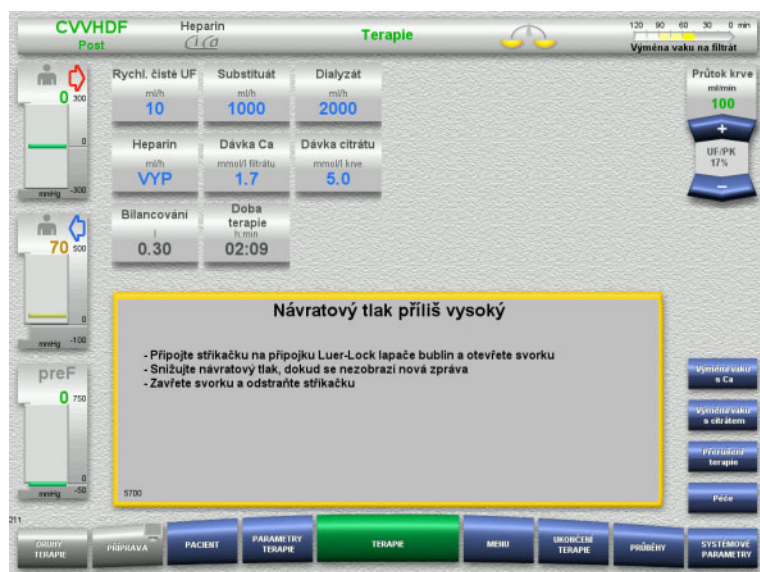 CVVHDF
Post
Heparin
Ci Ca
Terapie
120 90 60 30 0 min
Výměna vaku na filtrát
0
300
0
-300
mmHg
Rychl. čisté UF
ml/h
10
Substituát
ml/h
1000
Dialyzát
ml/h
2000
Průtok krve
ml/min
100
+
UF/PK
17%
−
Heparin
ml/h
VYP
Dávka Ca
mmol/l filtrátu
1.7
Dávka citrátu
mmol/l krve
5.0
70
500
0
-100
mmHg
Bilancování
l
0.30
Doba
terapie
h:min
02:09
Návratový tlak příliš vysoký
- Připojte stříkačku na přípojku Luer-Lock lapače bublin a otevřete svorku
- Snižujte návratový tlak, dokud se nezobrazí nová zpráva
- Zavřete svorku a odstraňte stříkačku
5700
preF
0
750
0
-50
mmHg
Výměna vaku
s Ca
Výměna vaku
s citrátem
Přerušení
terapie
Péče
211
DRUHY
TERAPIE
PŘÍPRAVA
PACIENT
PARAMETRY
TERAPIE
TERAPIE
MENU
UKONČENÍ
TERAPIE
PRŮBĚHY
SYSTÉMOVÉ
PARAMETRY